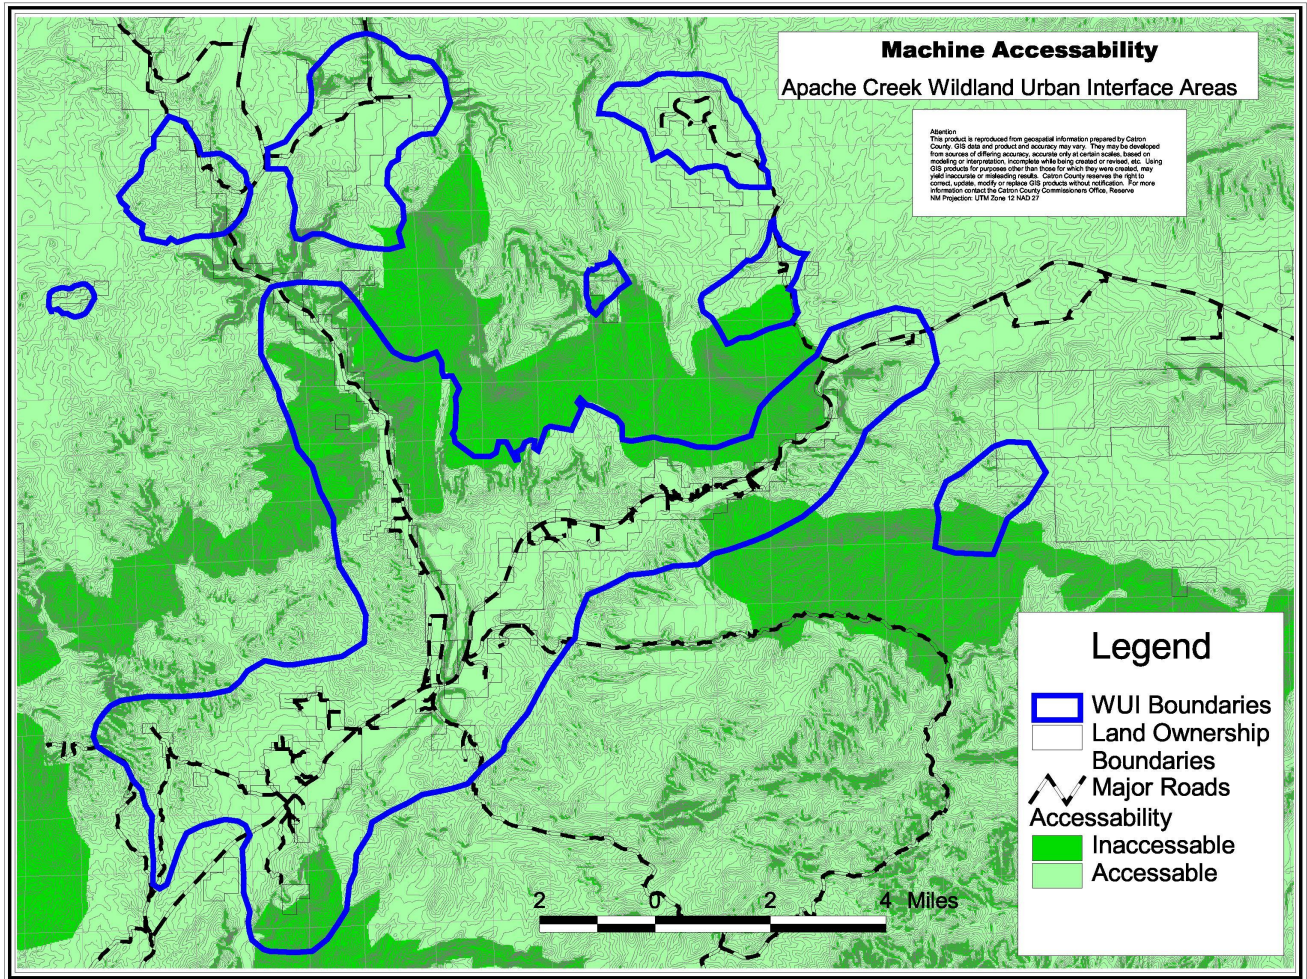 Machine Accessability
Apache Creek Wildland Urban Interface Areas
Attention
This product is reproduced from geospatial information prepared by Catron
County. GIS data and product and accuracy may vary. They may be developed
from sources of differing accuracy, accurate only at certain scales, based on
modeling or interpretation, incomplete while being created or revised, etc. Using
GIS products for purposes other than those for which they were created, may
yield inaccurate or misleading results. Catron County reserves the right to
correct, update, modify or replace GIS products without notification. For more
information contact the Catron County Commissioners Office, Reserve
NM Projection: UTM Zone 12 NAD 27
Legend
WUI Boundaries
Land Ownership
Boundaries
Major Roads
Accessability
Inaccessable
Accessable
2 0 2 4 Miles